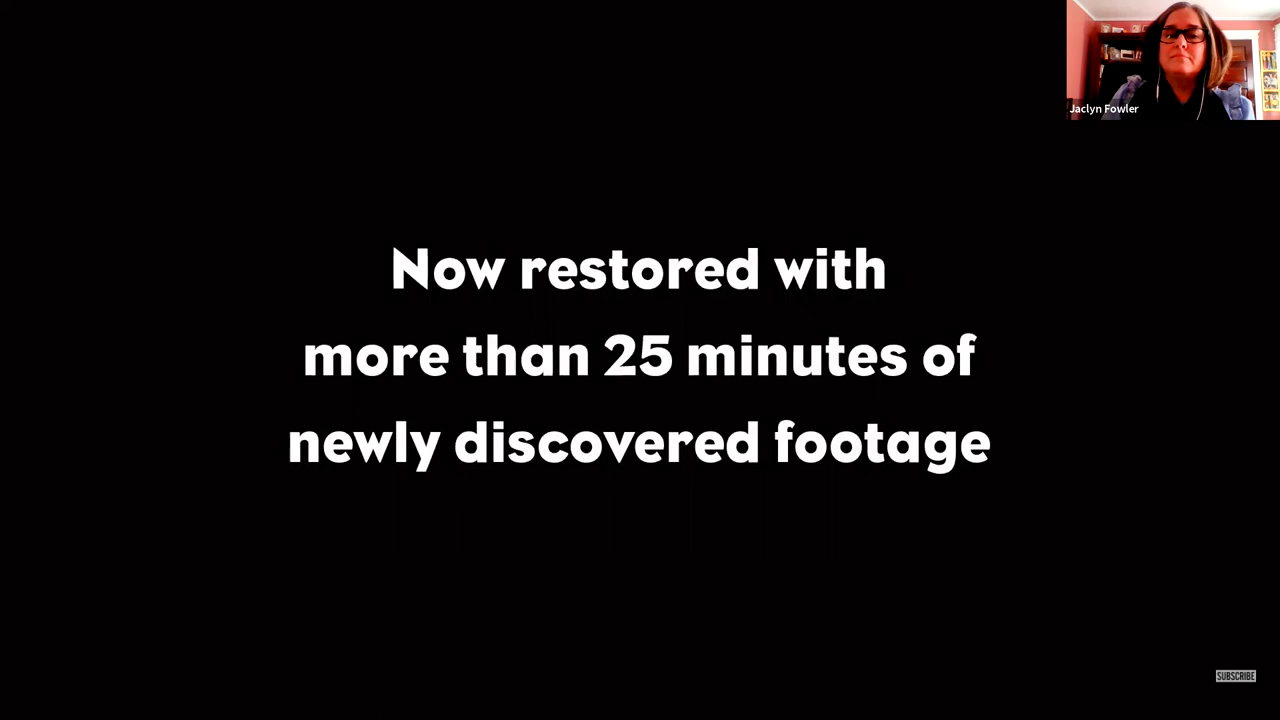 Jaclyn Fowler
Now restored with
more than 25 minutes of
newly discovered footage
SUBSCRIBE